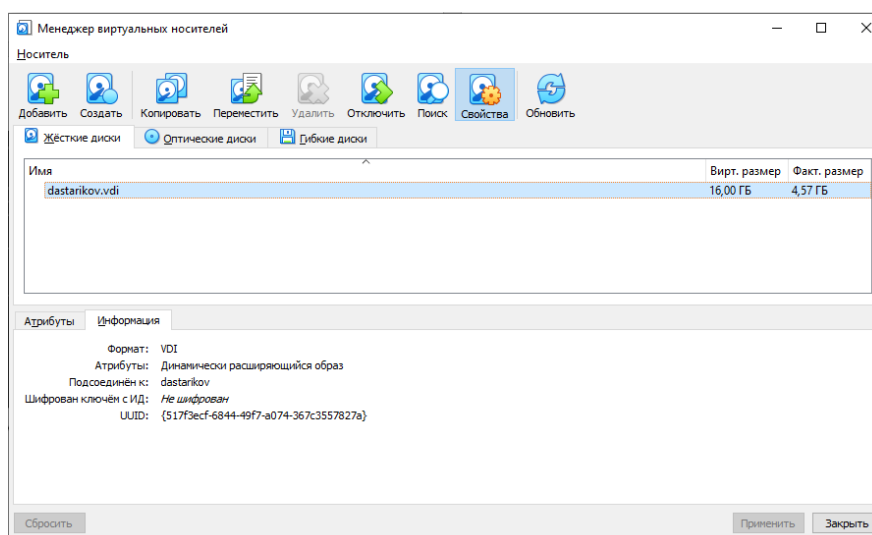 Менеджер виртуальных носителей
Носитель
Добавить Создать Копировать Переместить Удалить Отключить Поиск Свойства Обновить
Жёсткие диски Оптические диски Гибкие диски
Имя Вирт. размер Факт. размер
dastarikov.vdi 16,00 ГБ 4,57 ГБ
Атрибуты Информация
Формат: VDI
Атрибуты: Динамически расширяющийся образ
Подсоединён к: dastarikov
Шифрован ключём с ИД: Не шифрован
UUID: {517f3ecf-6844-49f7-a074-367c3557827a}
Сбросить Применить Закрыть